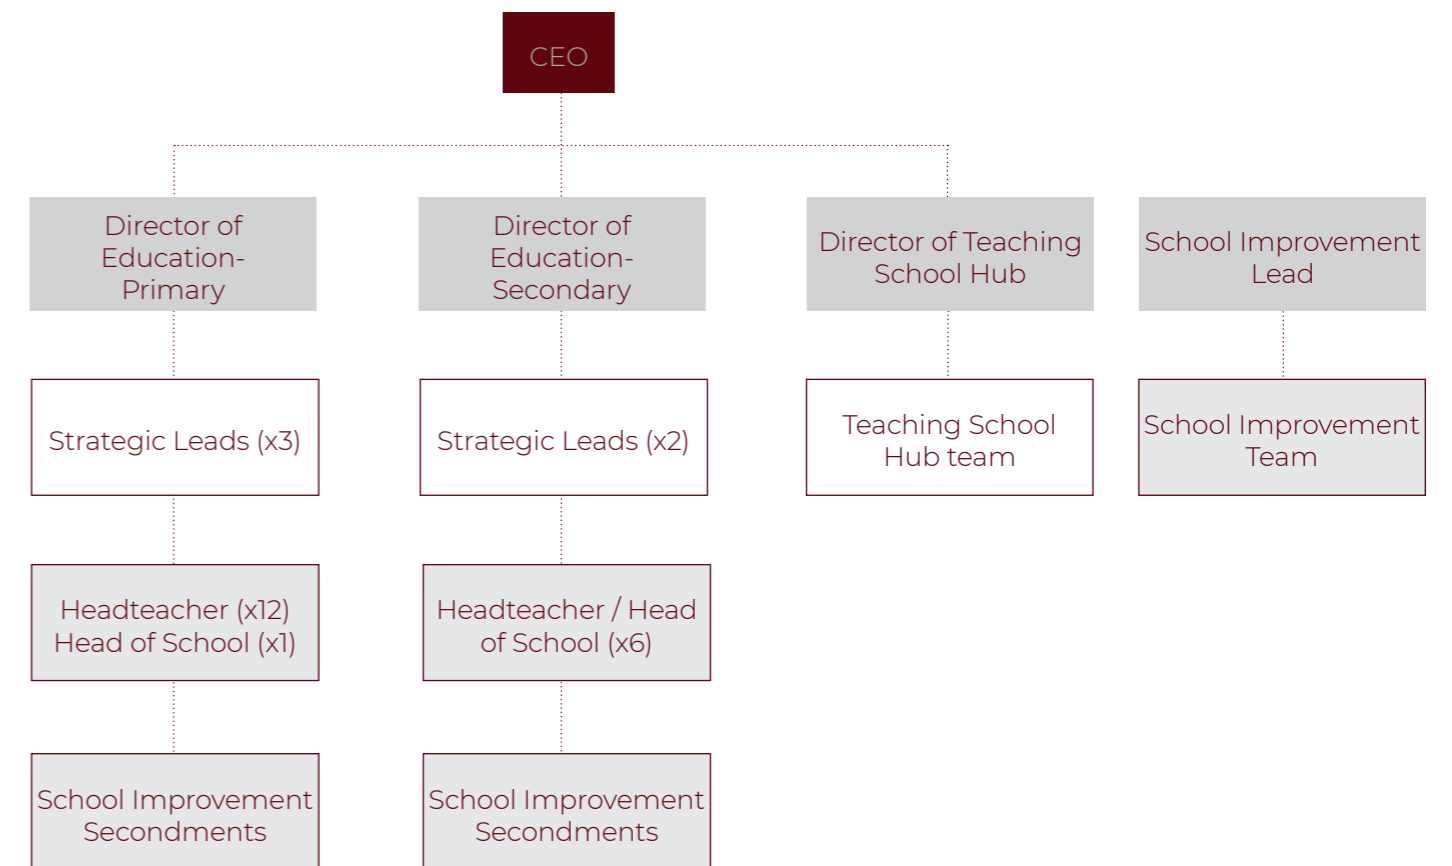 CEO
Director of
Education-
Primary
Director of
Education-
Secondary
Director of Teaching
School Hub
School Improvement
Lead
Strategic Leads (x3)
Strategic Leads (x2)
Teaching School
Hub team
School Improvement
Team
Headteacher (x12)
Head of School (x1)
Headteacher / Head
of School (x6)
School Improvement
Secondments
School Improvement
Secondments